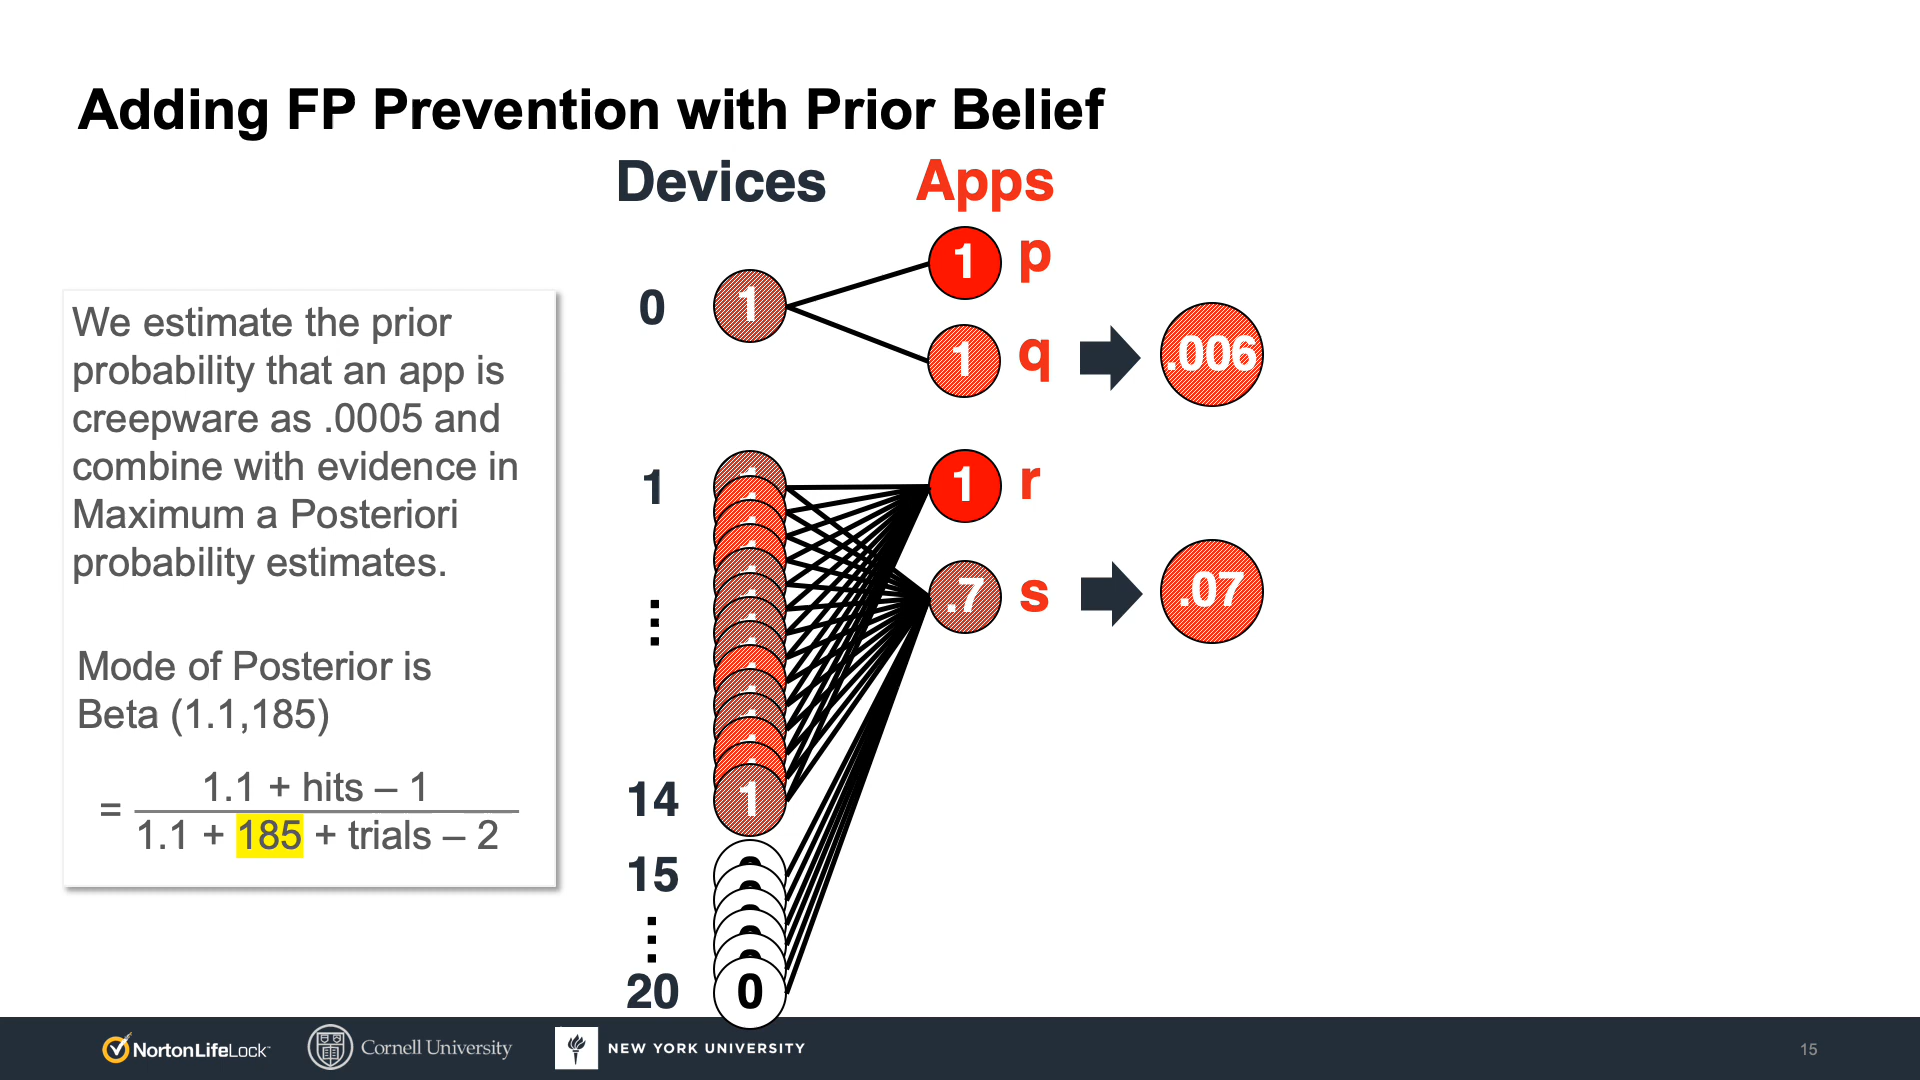 Adding FP Prevention with Prior Belief
Devices
Apps
We estimate the prior
probability that an app is
creepware as .0005 and
combine with evidence in
Maximum a Posteriori
probability estimates.
Mode of Posterior is
Beta (1.1,185)
= 1.1 + hits – 1
1.1 + 185 + trials – 2
0
1
1 p
1 q
.006
1
1 r
.7 s
.07
⋮
14
1
15
⋮
20
0
NortonLifeLock
Cornell University
NEW YORK UNIVERSITY
15